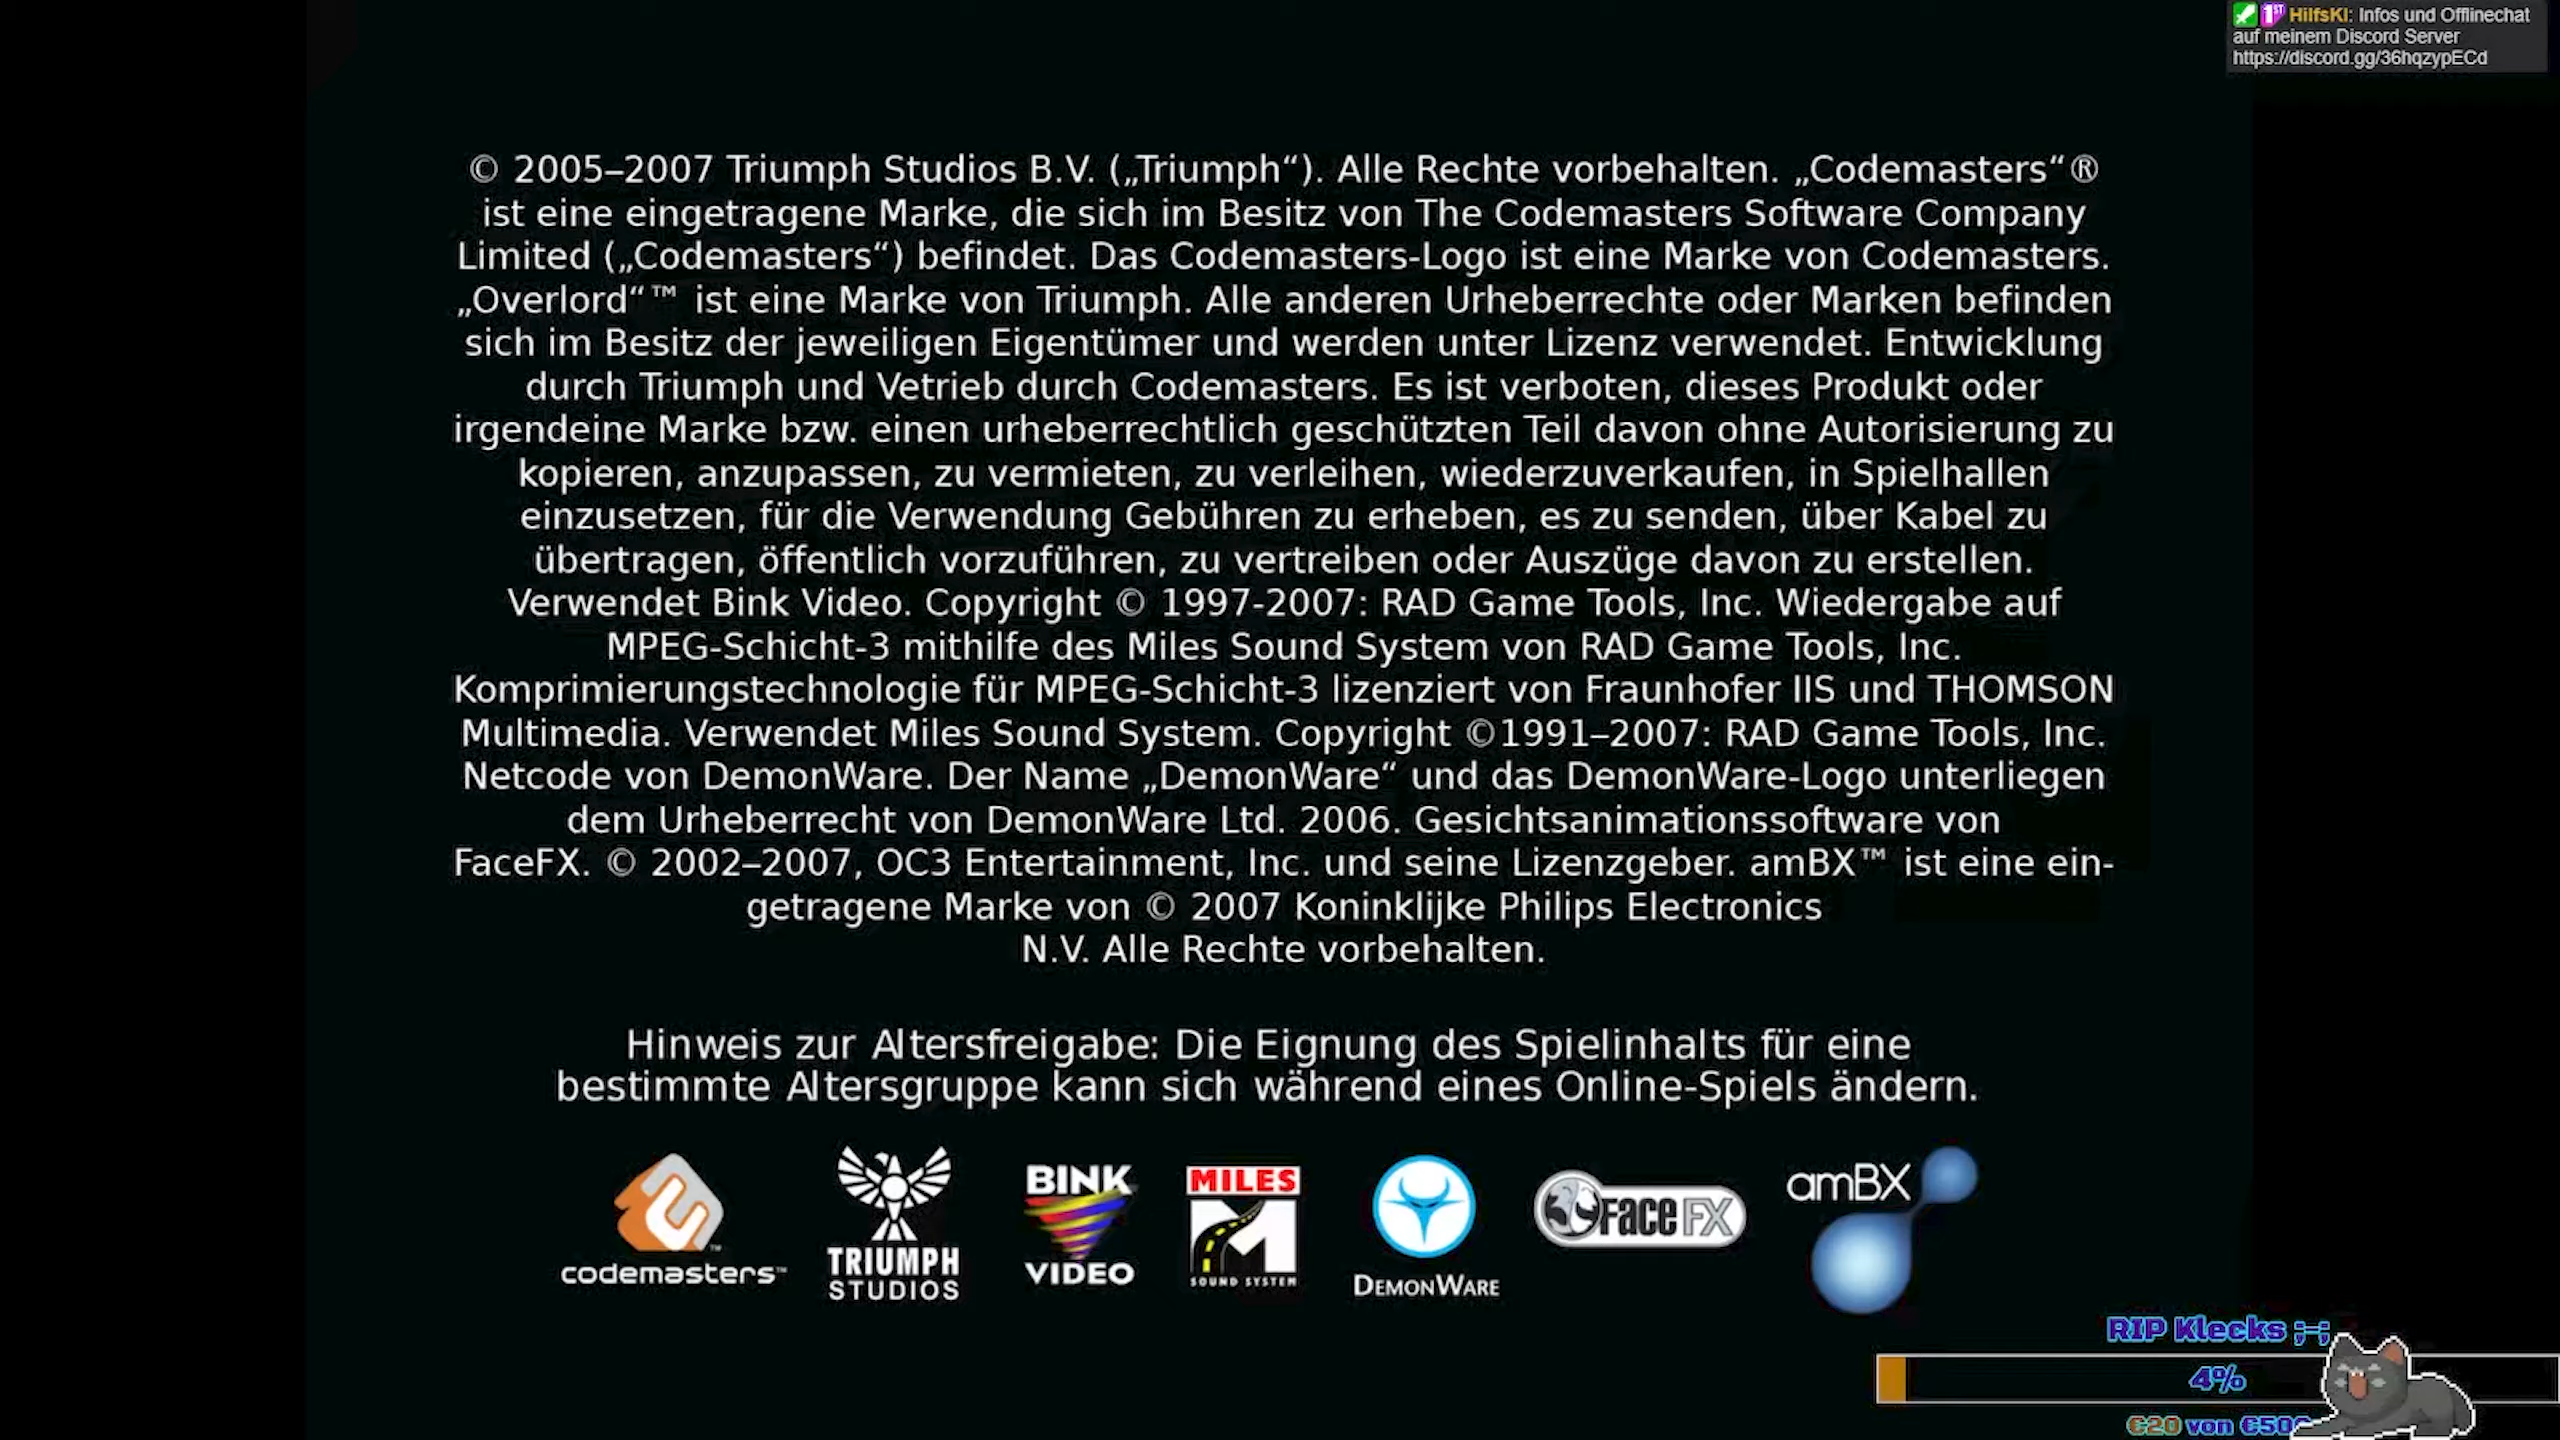 HilfsKI: Infos und Offlinechat
auf meinem Discord Server
https://discord.gg/36hqzypECd
© 2005–2007 Triumph Studios B.V. („Triumph“). Alle Rechte vorbehalten. „Codemasters“®
ist eine eingetragene Marke, die sich im Besitz von The Codemasters Software Company
Limited („Codemasters“) befindet. Das Codemasters-Logo ist eine Marke von Codemasters.
„Overlord“™ ist eine Marke von Triumph. Alle anderen Urheberrechte oder Marken befinden
sich im Besitz der jeweiligen Eigentümer und werden unter Lizenz verwendet. Entwicklung
durch Triumph und Vetrieb durch Codemasters. Es ist verboten, dieses Produkt oder
irgendeine Marke bzw. einen urheberrechtlich geschützten Teil davon ohne Autorisierung zu
kopieren, anzupassen, zu vermieten, zu verleihen, wiederzuverkaufen, in Spielhallen
einzusetzen, für die Verwendung Gebühren zu erheben, es zu senden, über Kabel zu
übertragen, öffentlich vorzuführen, zu vertreiben oder Auszüge davon zu erstellen.
Verwendet Bink Video. Copyright © 1997-2007: RAD Game Tools, Inc. Wiedergabe auf
MPEG-Schicht-3 mithilfe des Miles Sound System von RAD Game Tools, Inc.
Komprimierungstechnologie für MPEG-Schicht-3 lizenziert von Fraunhofer IIS und THOMSON
Multimedia. Verwendet Miles Sound System. Copyright ©1991–2007: RAD Game Tools, Inc.
Netcode von DemonWare. Der Name „DemonWare“ und das DemonWare-Logo unterliegen
dem Urheberrecht von DemonWare Ltd. 2006. Gesichtsanimationssoftware von
FaceFX. © 2002–2007, OC3 Entertainment, Inc. und seine Lizenzgeber. amBX™ ist eine ein-
getragene Marke von © 2007 Koninklijke Philips Electronics
N.V. Alle Rechte vorbehalten.
Hinweis zur Altersfreigabe: Die Eignung des Spielinhalts für eine
bestimmte Altersgruppe kann sich während eines Online-Spiels ändern.
codemasters™
TRIUMPH
STUDIOS
BINK
VIDEO
MILES
SOUND SYSTEM
DEMONWARE
FACE FX
amBX
RIP Klecks ;-;
4%
€20 von